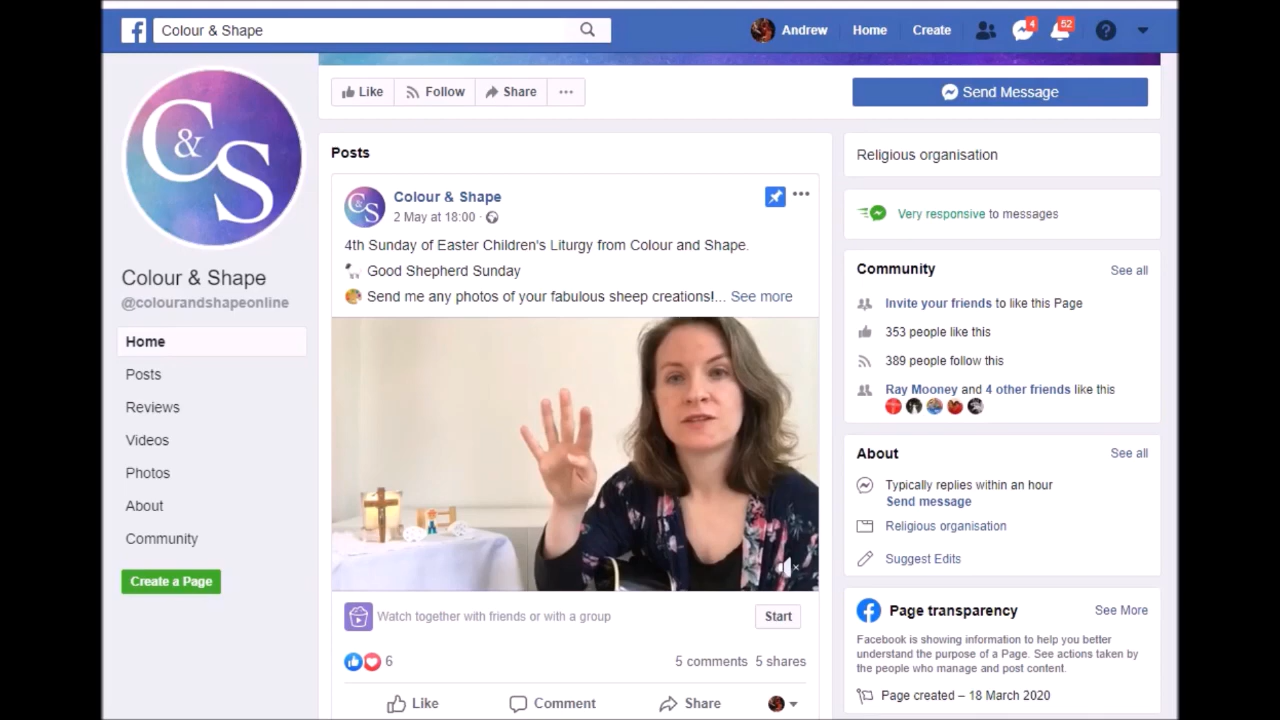 Colour & Shape
Andrew
Home
Create
4
52
C&S
Like
Follow
Share
Send Message
Colour & Shape
@colourandshapeonline
Home
Posts
Reviews
Videos
Photos
About
Community
Create a Page
Posts
C&S
Colour & Shape
2 May at 18:00 ·
4th Sunday of Easter Children's Liturgy from Colour and Shape.
Good Shepherd Sunday
Send me any photos of your fabulous sheep creations!... See more
Watch together with friends or with a group
Start
6
5 comments 5 shares
Like
Comment
Share
Religious organisation
Very responsive to messages
Community
See all
Invite your friends to like this Page
353 people like this
389 people follow this
Ray Mooney and 4 other friends like this
About
See all
Typically replies within an hour
Send message
Religious organisation
Suggest Edits
Page transparency
See More
Facebook is showing information to help you better
understand the purpose of a Page. See actions taken by
the people who manage and post content.
Page created – 18 March 2020